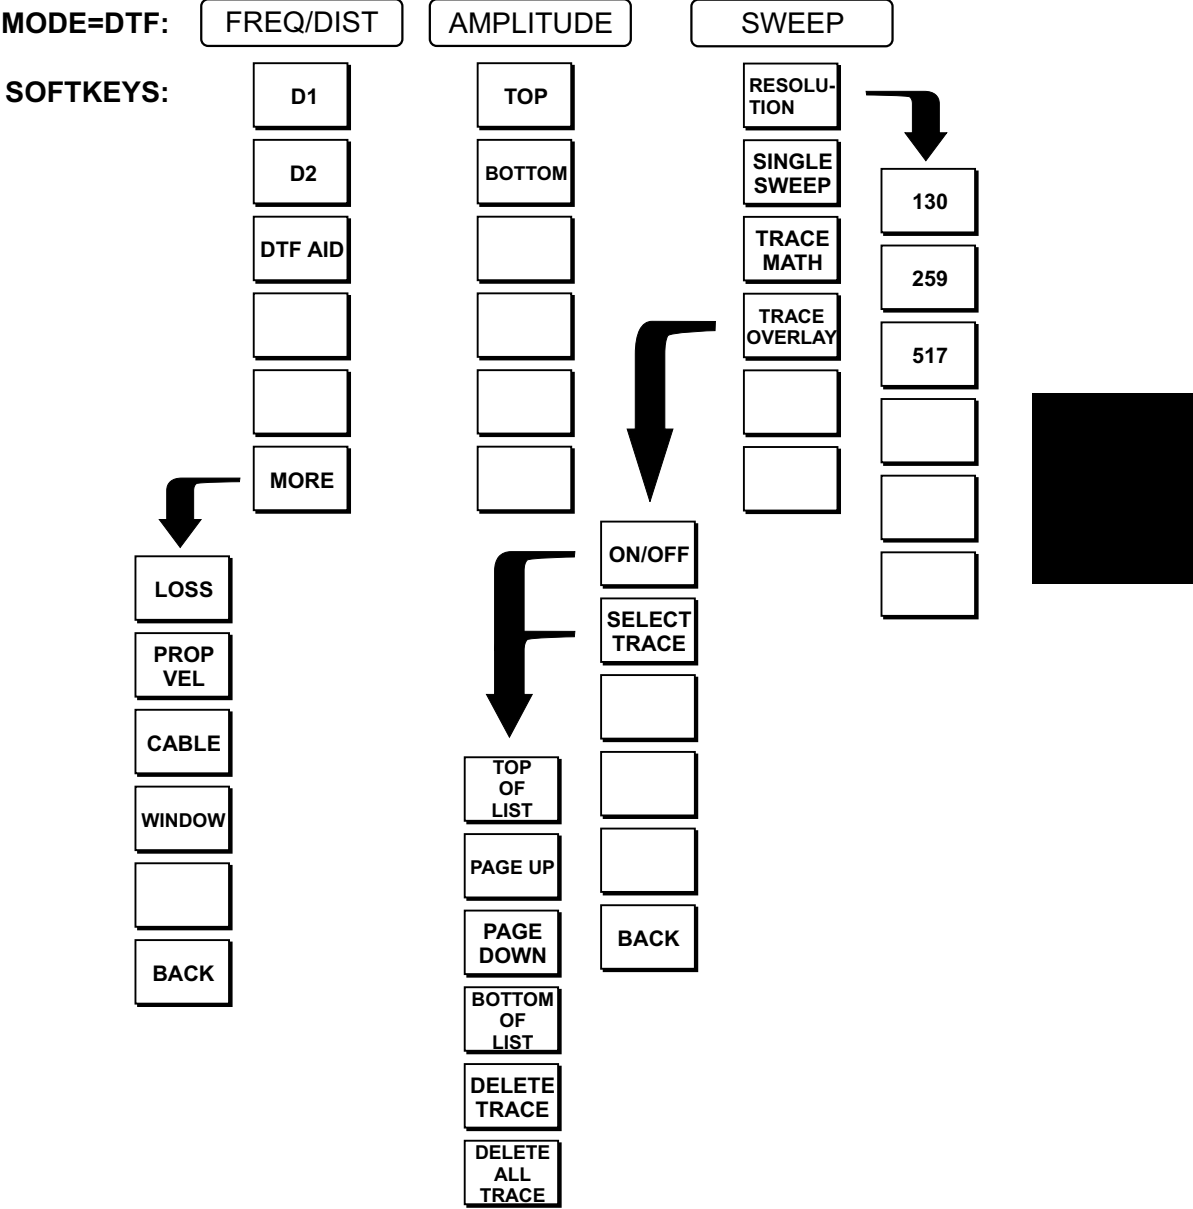 MODE=DTF:
FREQ/DIST
AMPLITUDE
SWEEP
SOFTKEYS:
D1
D2
DTF AID
MORE
LOSS
PROP
VEL
CABLE
WINDOW
BACK
TOP
BOTTOM
RESOLU-
TION
SINGLE
SWEEP
TRACE
MATH
TRACE
OVERLAY
130
259
517
ON/OFF
SELECT
TRACE
BACK
TOP
OF
LIST
PAGE UP
PAGE
DOWN
BOTTOM
OF
LIST
DELETE
TRACE
DELETE
ALL
TRACE